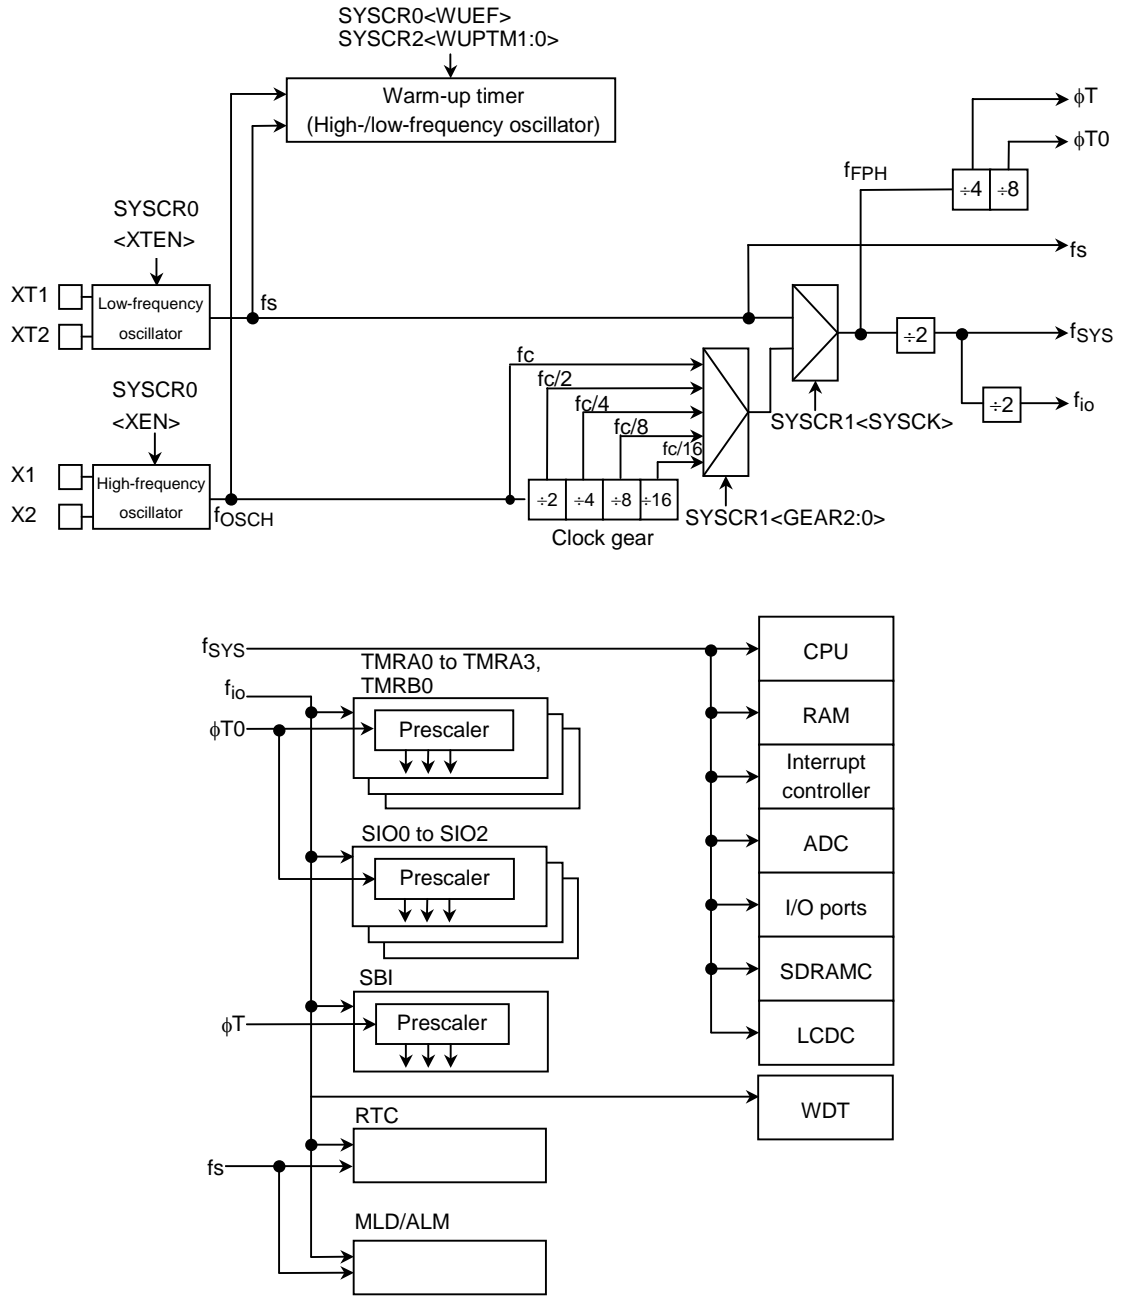 SYSCR0<WUEF>
SYSCR2<WUPTM1:0>
Warm-up timer
(High-/low-frequency oscillator)
ϕT
ϕT0
fFPH
÷4
÷8
SYSCR0
<XTEN>
fs
XT1
Low-frequency
oscillator
XT2
fs
÷2
fSYS
fc
fc/2
fc/4
fc/8
fc/16
÷2
fio
SYSCR1<SYSCK>
SYSCR0
<XEN>
X1
High-frequency
oscillator
X2
fOSCH
÷2
÷4
÷8
÷16
SYSCR1<GEAR2:0>
Clock gear
fSYS
CPU
TMRA0 to TMRA3,
TMRB0
fio
ϕT0
Prescaler
RAM
Interrupt
controller
SIO0 to SIO2
ADC
Prescaler
I/O ports
SBI
SDRAMC
ϕT
Prescaler
LCDC
WDT
RTC
fs
MLD/ALM